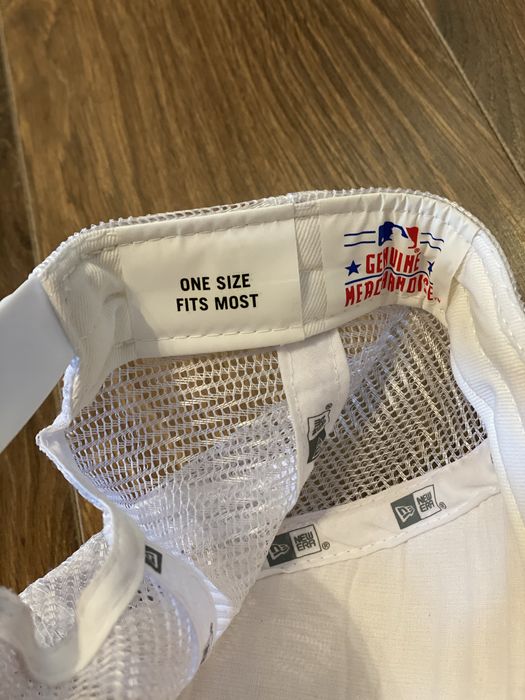 ONE SIZE
FITS MOST
GENUINE
MERCHANDISE
NEW ERA
NEW
ERA
®
NEW
ERA
®